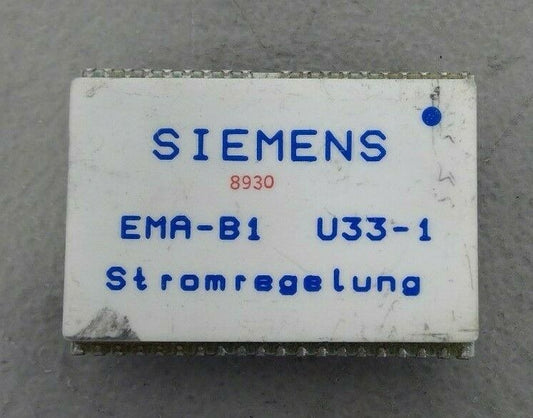 SIEMENS
8930
EMA-B1 U33-1
Stromregelung